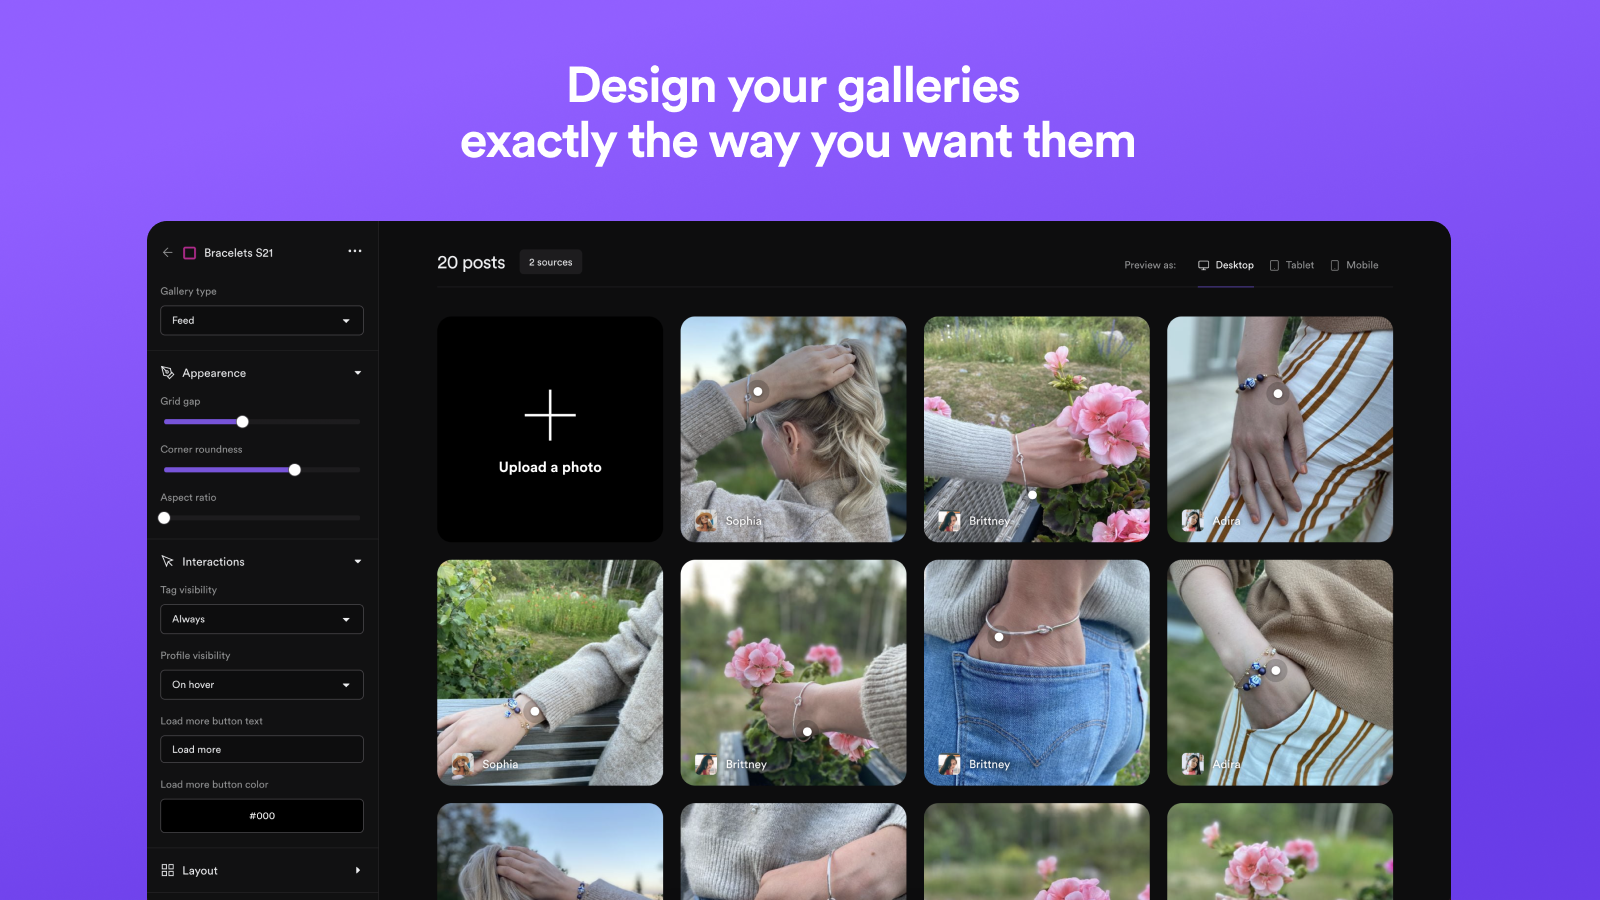 Design your galleries
exactly the way you want them
Bracelets S21
Gallery type
Feed
Appearence
Grid gap
Corner roundness
Aspect ratio
Interactions
Tag visibility
Always
Profile visibility
On hover
Load more button text
Load more
Load more button color
#000
Layout
20 posts
2 sources
Preview as:
Desktop
Tablet
Mobile
Upload a photo
Sophia
Brittney
Adira
Sophia
Brittney
Brittney
Adira